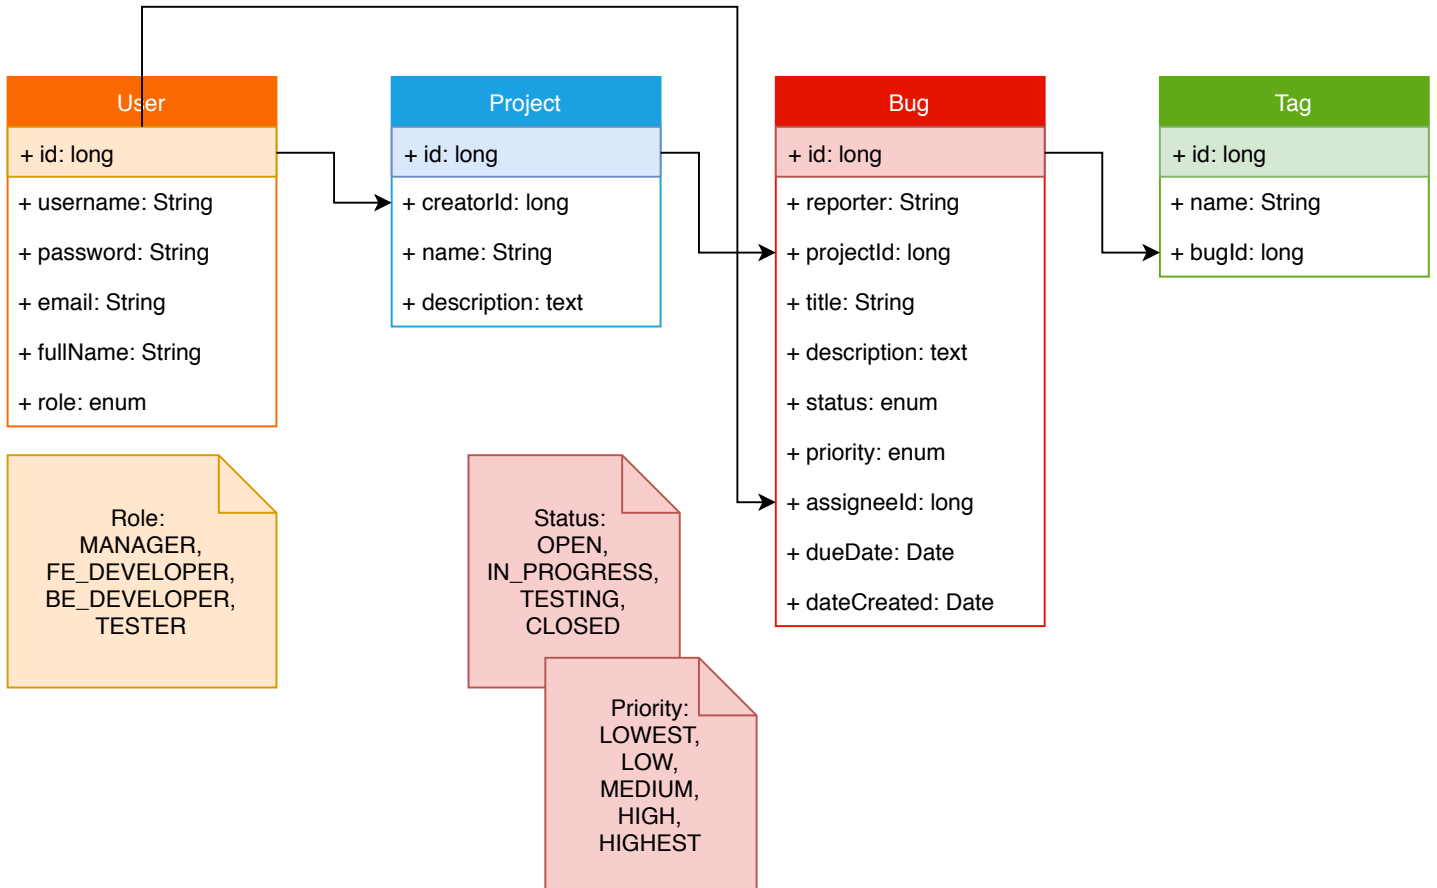 User
+ id: long
+ username: String
+ password: String
+ email: String
+ fullName: String
+ role: enum
Project
+ id: long
+ creatorId: long
+ name: String
+ description: text
Bug
+ id: long
+ reporter: String
+ projectId: long
+ title: String
+ description: text
+ status: enum
+ priority: enum
+ assigneeId: long
+ dueDate: Date
+ dateCreated: Date
Tag
+ id: long
+ name: String
+ bugId: long
Role:
MANAGER,
FE_DEVELOPER,
BE_DEVELOPER,
TESTER
Status:
OPEN,
IN_PROGRESS,
TESTING,
CLOSED
Priority:
LOWEST,
LOW,
MEDIUM,
HIGH,
HIGHEST